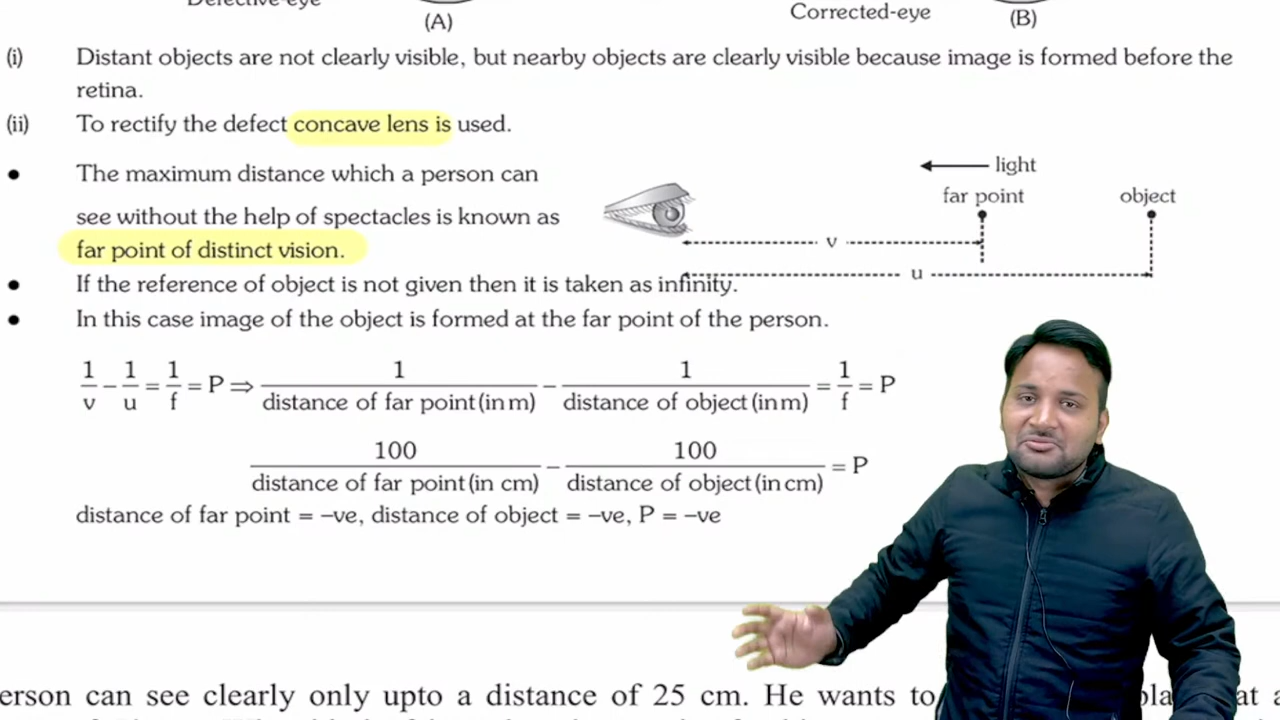 Defective-eye
(A)
Corrected-eye
(B)
(i) Distant objects are not clearly visible, but nearby objects are clearly visible because image is formed before the
retina.
(ii) To rectify the defect concave lens is used.
• The maximum distance which a person can
see without the help of spectacles is known as
far point of distinct vision.
light
far point
object
v
u
• If the reference of object is not given then it is taken as infinity.
• In this case image of the object is formed at the far point of the person.
1/v − 1/u = 1/f = P ⇒ 1/distance of far point (in m) − 1/distance of object (in m) = 1/f = P
100/distance of far point (in cm) − 100/distance of object (in cm) = P
distance of far point = –ve, distance of object = –ve, P = –ve
erson can see clearly only upto a distance of 25 cm. He wants to